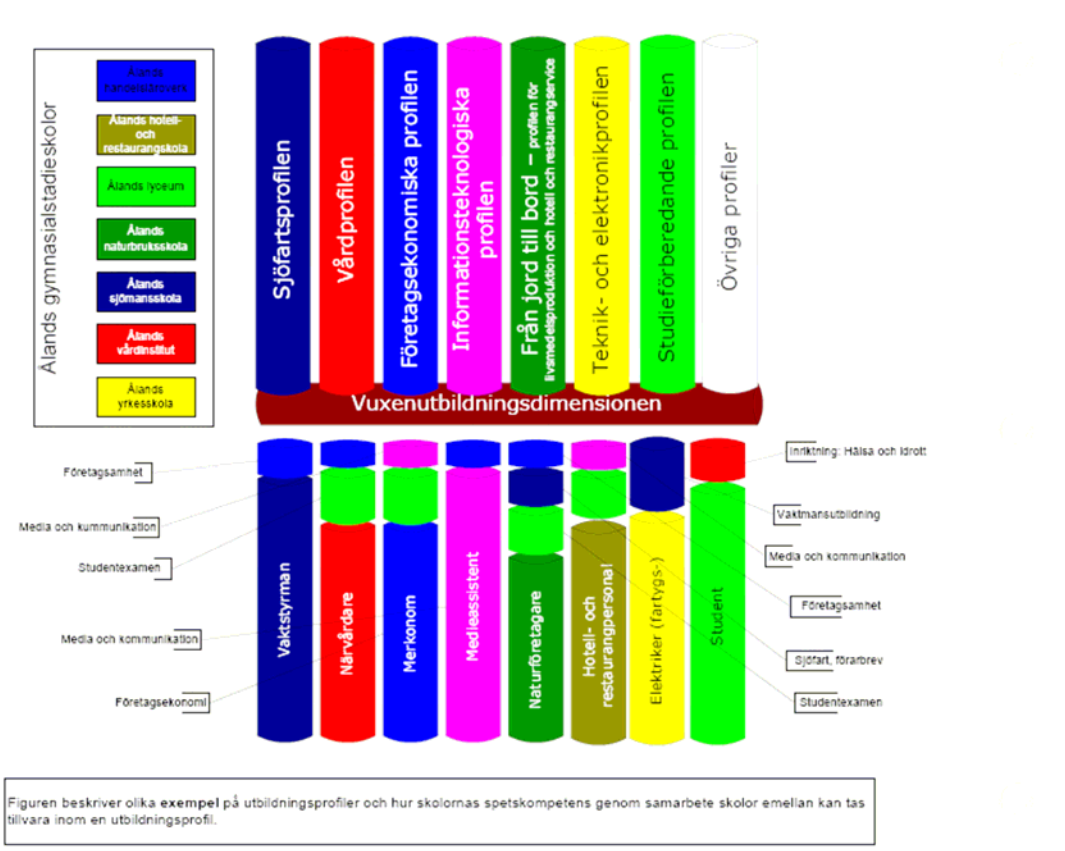 Ålands gymnasialstadieskolor
Ålands
Ålands hotell-
och
restaurangskola
Ålands lyceum
Ålands
naturbruksskola
Ålands
sjömansskola
Ålands
vårdinstitut
Ålands
yrkesskola
Sjöfartsprofilen
Vårdprofilen
Företagsekonomiska profilen
Informationsteknologiska
profilen
Från jord till bord – profilen för
livsmedelsproduktion och hotell och restaurangservice
Teknik- och elektronikprofilen
Studieförberedande profilen
Övriga profiler
Vuxenutbildningsdimensionen
Företagsamhet
Media och kummunikation
Studentexamen
Media och kommunikation
Företagsekonomi
Vaktstyrman
Närvårdare
Merkonom
Medieassistent
Naturföretagare
Hotell- och
restaurangpersonal
Elektriker (fartygs-)
Student
Inriktning: Hälsa och Idrott
Vaktmansutbildning
Media och kommunikation
Företagsamhet
Sjöfart, förarbrev
Studentexamen
Figuren beskriver olika exempel på utbildningsprofiler och hur skolornas spetskompetens genom samarbete skolor emellan kan tas
tillvara inom en utbildningsprofil.